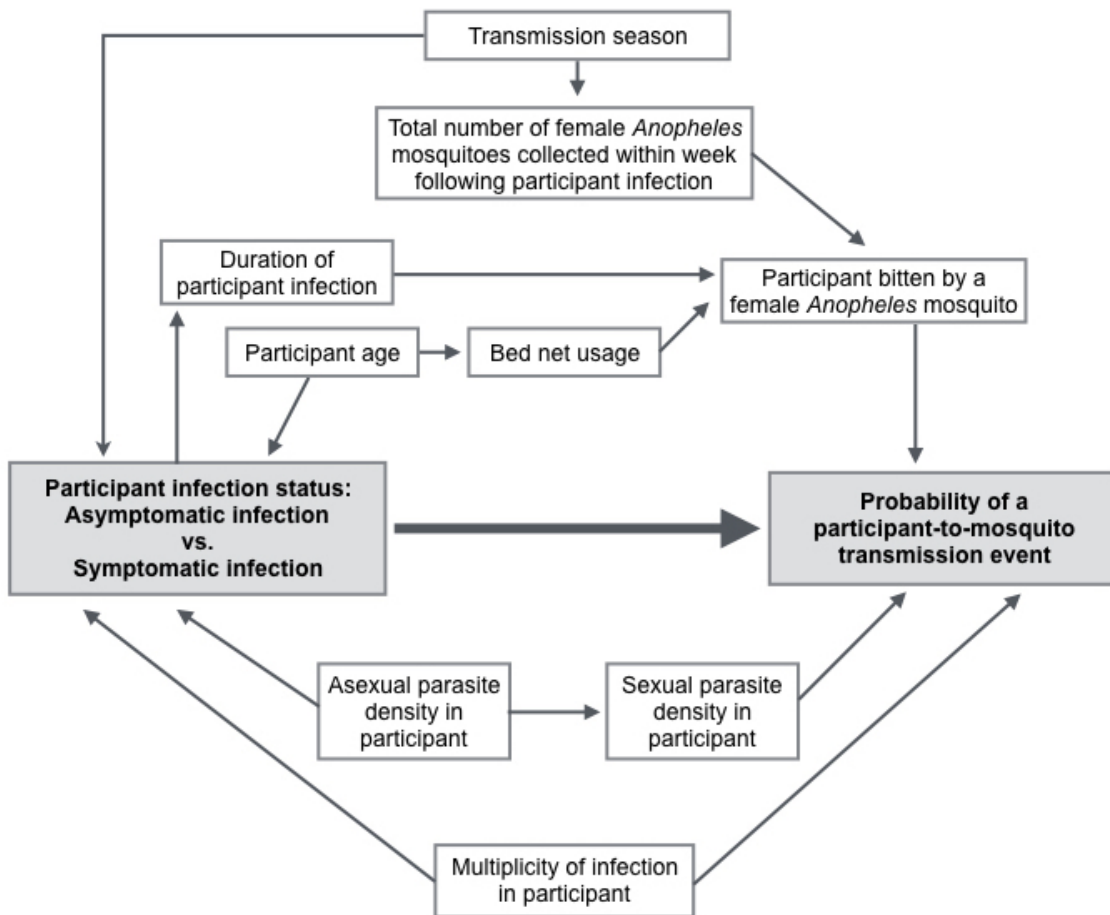 Transmission season
Total number of female Anopheles
mosquitoes collected within week
following participant infection
Duration of
participant infection
Participant bitten by a
female Anopheles mosquito
Participant age
Bed net usage
Participant infection status:
Asymptomatic infection
vs.
Symptomatic infection
Probability of a
participant-to-mosquito
transmission event
Asexual parasite
density in
participant
Sexual parasite
density in
participant
Multiplicity of infection
in participant